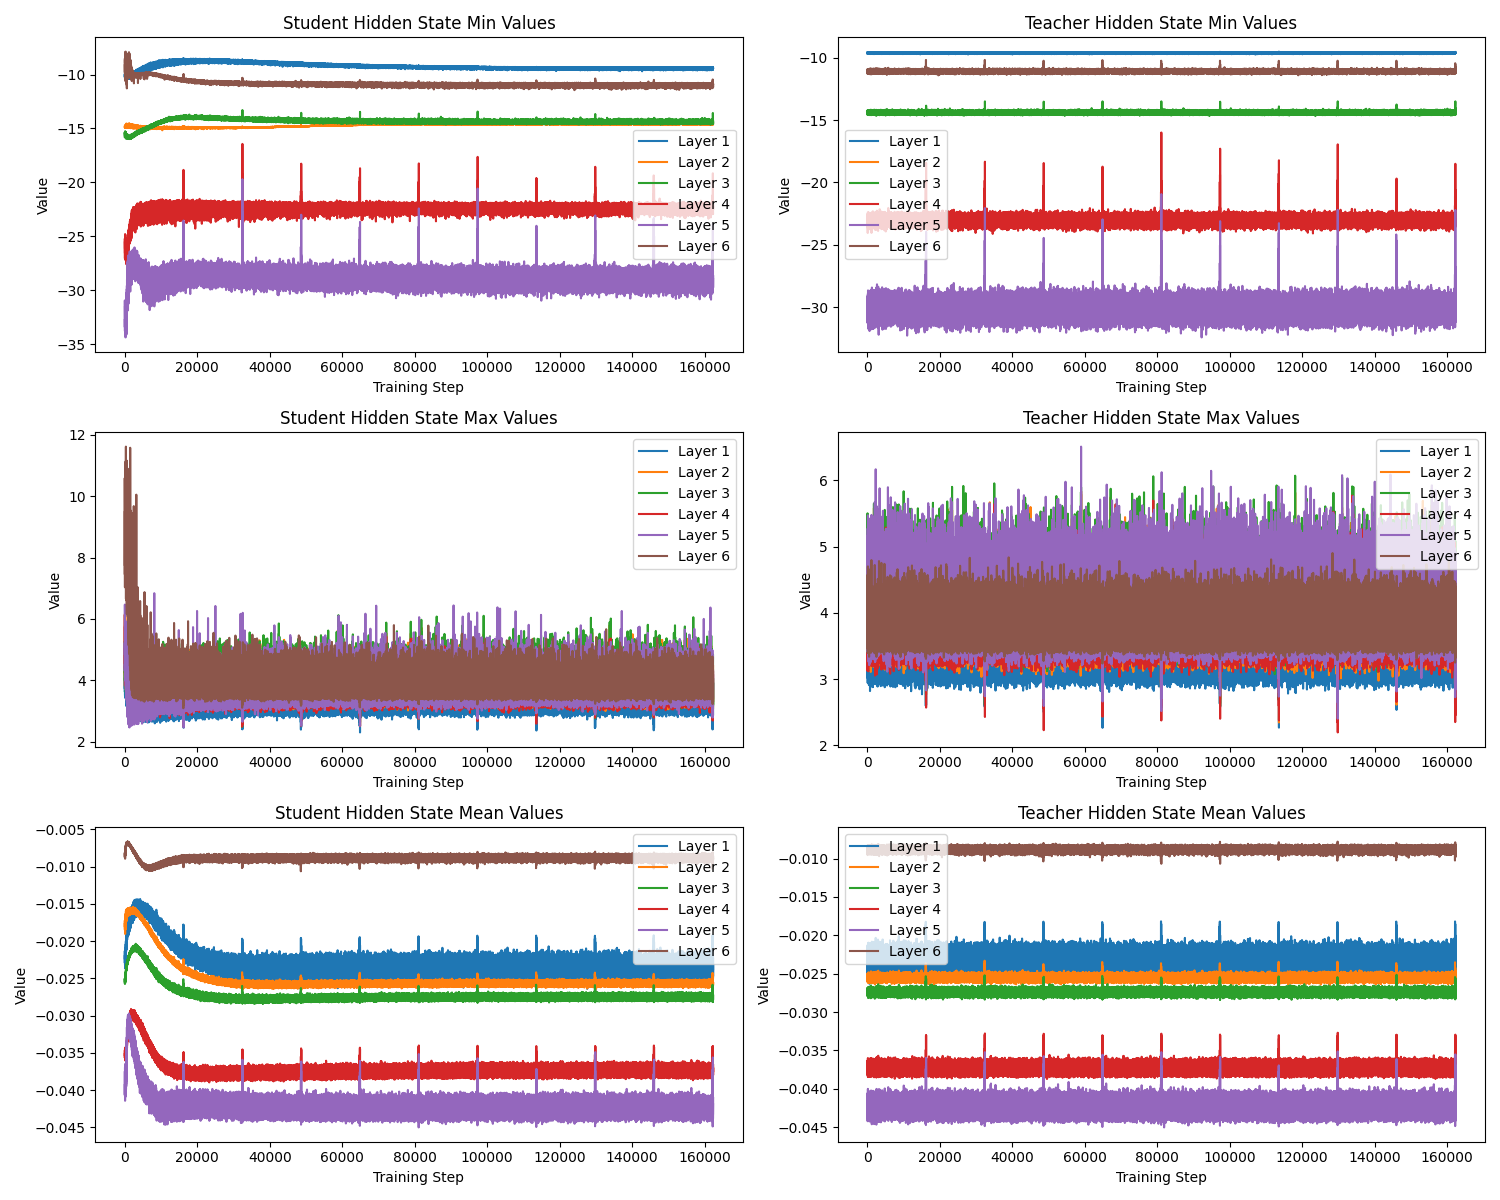 Student Hidden State Min Values
Value
−10
−15
−20
−25
−30
−35
0 20000 40000 60000 80000 100000 120000 140000 160000
Training Step
Layer 1
Layer 2
Layer 3
Layer 4
Layer 5
Layer 6
Teacher Hidden State Min Values
Value
−10
−15
−20
−25
−30
0 20000 40000 60000 80000 100000 120000 140000 160000
Training Step
Layer 1
Layer 2
Layer 3
Layer 4
Layer 5
Layer 6
Student Hidden State Max Values
Value
12
10
8
6
4
2
0 20000 40000 60000 80000 100000 120000 140000 160000
Training Step
Layer 1
Layer 2
Layer 3
Layer 4
Layer 5
Layer 6
Teacher Hidden State Max Values
Value
6
5
4
3
2
0 20000 40000 60000 80000 100000 120000 140000 160000
Training Step
Layer 1
Layer 2
Layer 3
Layer 4
Layer 5
Layer 6
Student Hidden State Mean Values
Value
−0.005
−0.010
−0.015
−0.020
−0.025
−0.030
−0.035
−0.040
−0.045
0 20000 40000 60000 80000 100000 120000 140000 160000
Training Step
Layer 1
Layer 2
Layer 3
Layer 4
Layer 5
Layer 6
Teacher Hidden State Mean Values
Value
−0.010
−0.015
−0.020
−0.025
−0.030
−0.035
−0.040
−0.045
0 20000 40000 60000 80000 100000 120000 140000 160000
Training Step
Layer 1
Layer 2
Layer 3
Layer 4
Layer 5
Layer 6